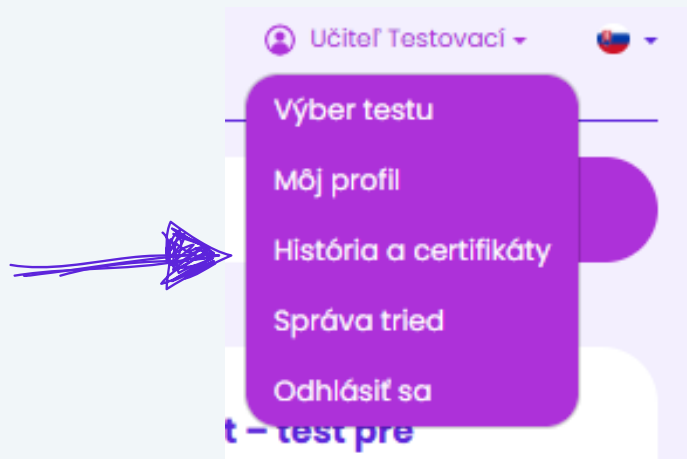 Učiteľ Testovací
Výber testu
Môj profil
História a certifikáty
Správa tried
Odhlásiť sa
t – test pre